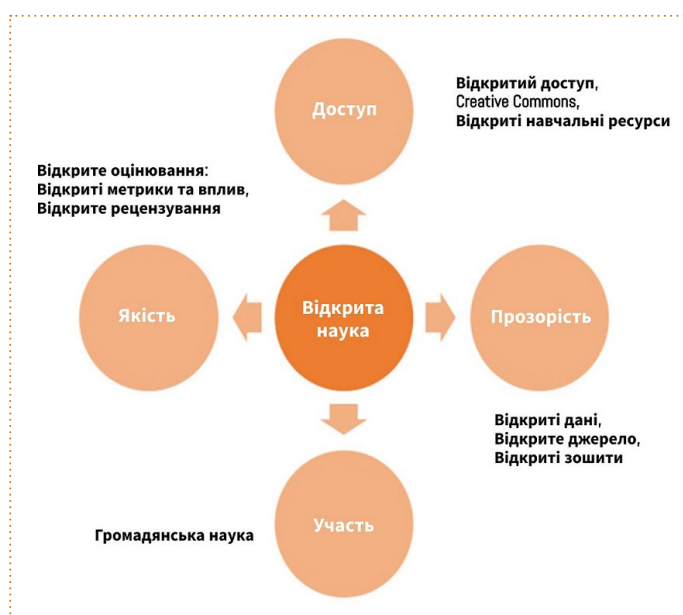 Доступ
Відкритий доступ,
Creative Commons,
Відкриті навчальні ресурси
Відкрите оцінювання:
Відкриті метрики та вплив,
Відкрите рецензування
Якість
Відкрита
наука
Прозорість
Відкриті дані,
Відкрите джерело,
Відкриті зошити
Громадянська наука
Участь